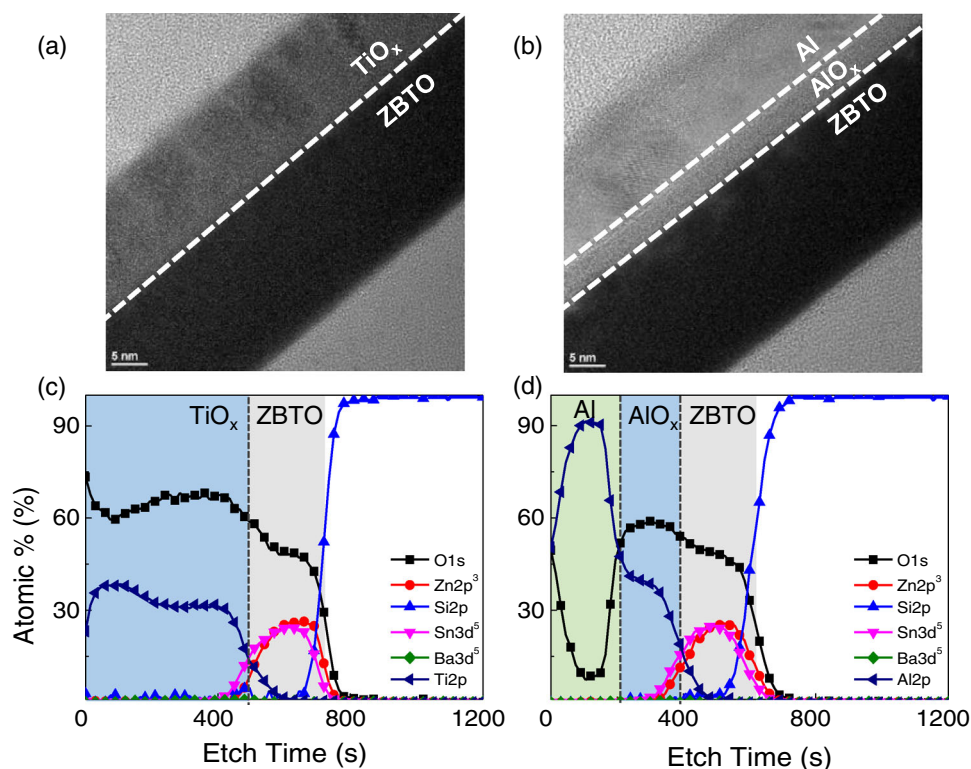 (a)
TiOₓ
ZBTO
5 nm
(b)
Al
AlOₓ
ZBTO
5 nm
(c)
TiOₓ
ZBTO
90
60
30
Atomic % (%)
O1s
Zn2p³
Si2p
Sn3d⁵
Ba3d⁵
Ti2p
0
400
800
1200
Etch Time (s)
(d)
Al
AlOₓ
ZBTO
90
60
30
O1s
Zn2p³
Si2p
Sn3d⁵
Ba3d⁵
Al2p
0
400
800
1200
Etch Time (s)